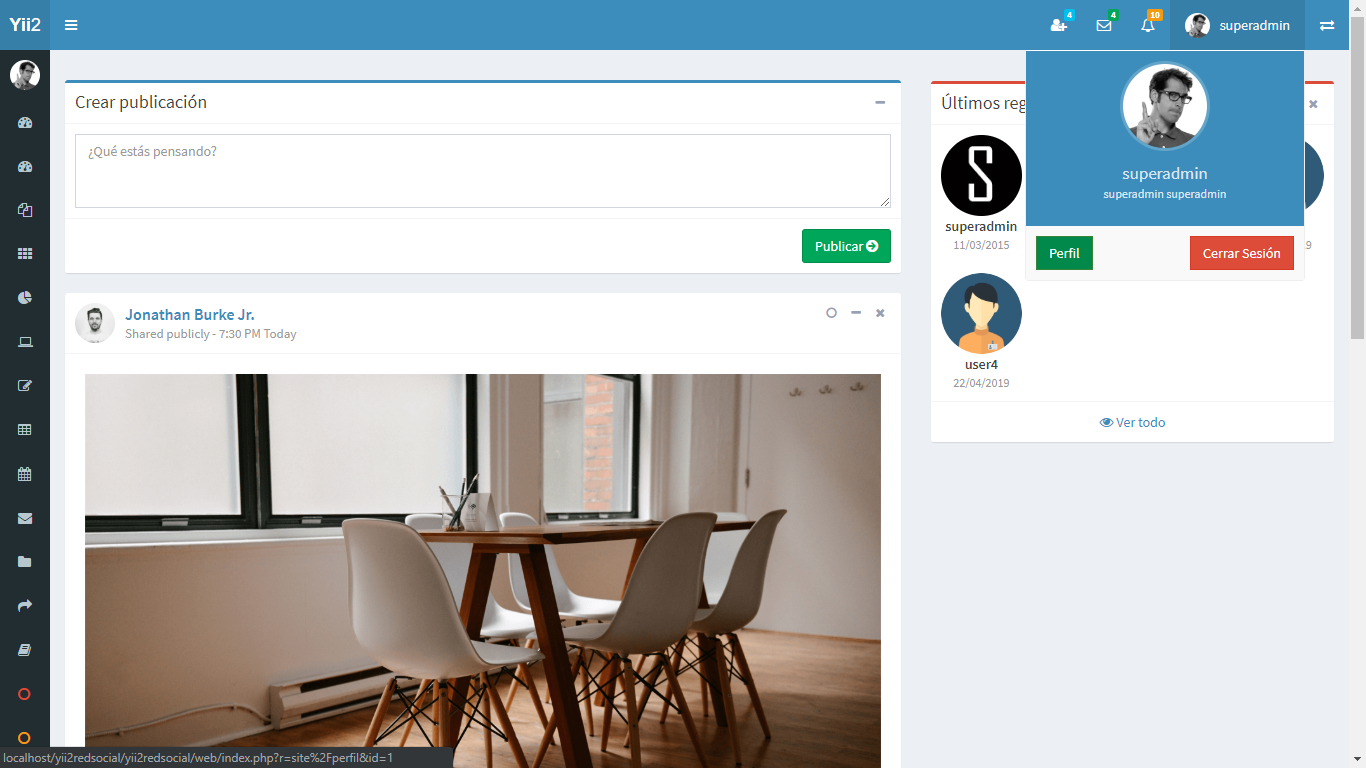 Yii2
4
4
10
superadmin
Crear publicación
¿Qué estás pensando?
Publicar
Últimos reg
superadmin
superadmin superadmin
Perfil
Cerrar Sesión
superadmin
11/03/2015
9
user4
22/04/2019
Ver todo
Jonathan Burke Jr.
Shared publicly - 7:30 PM Today
localhost/yii2redsocial/yii2redsocial/web/index.php?r=site%2Fperfil&id=1